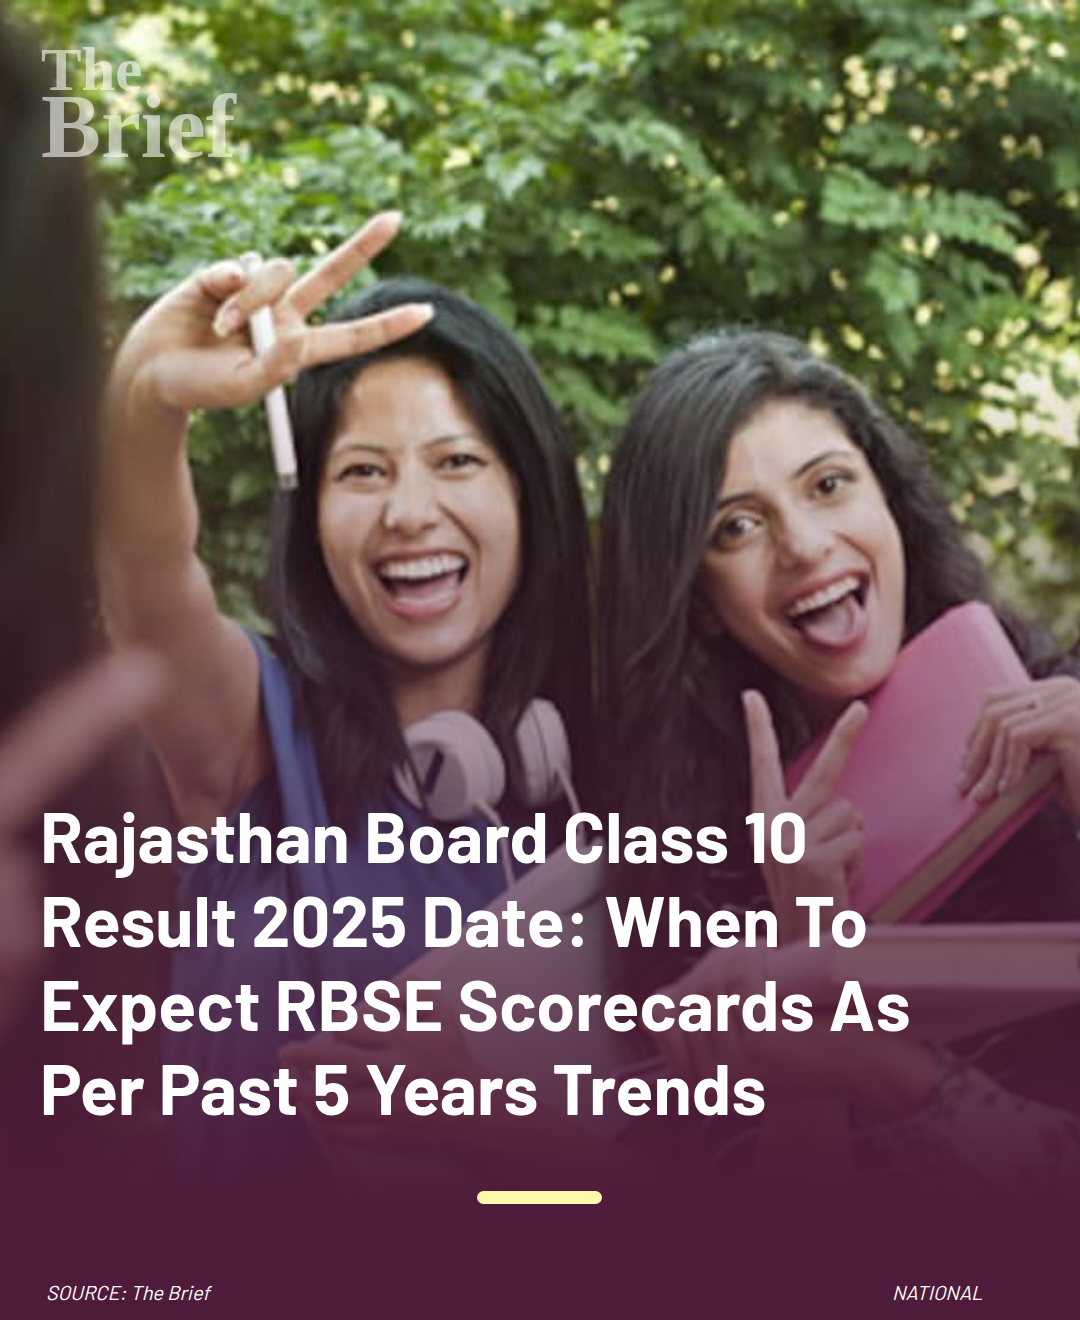 The
Brief
Rajasthan Board Class 10
Result 2025 Date: When To
Expect RBSE Scorecards As
Per Past 5 Years Trends
SOURCE: The Brief
NATIONAL